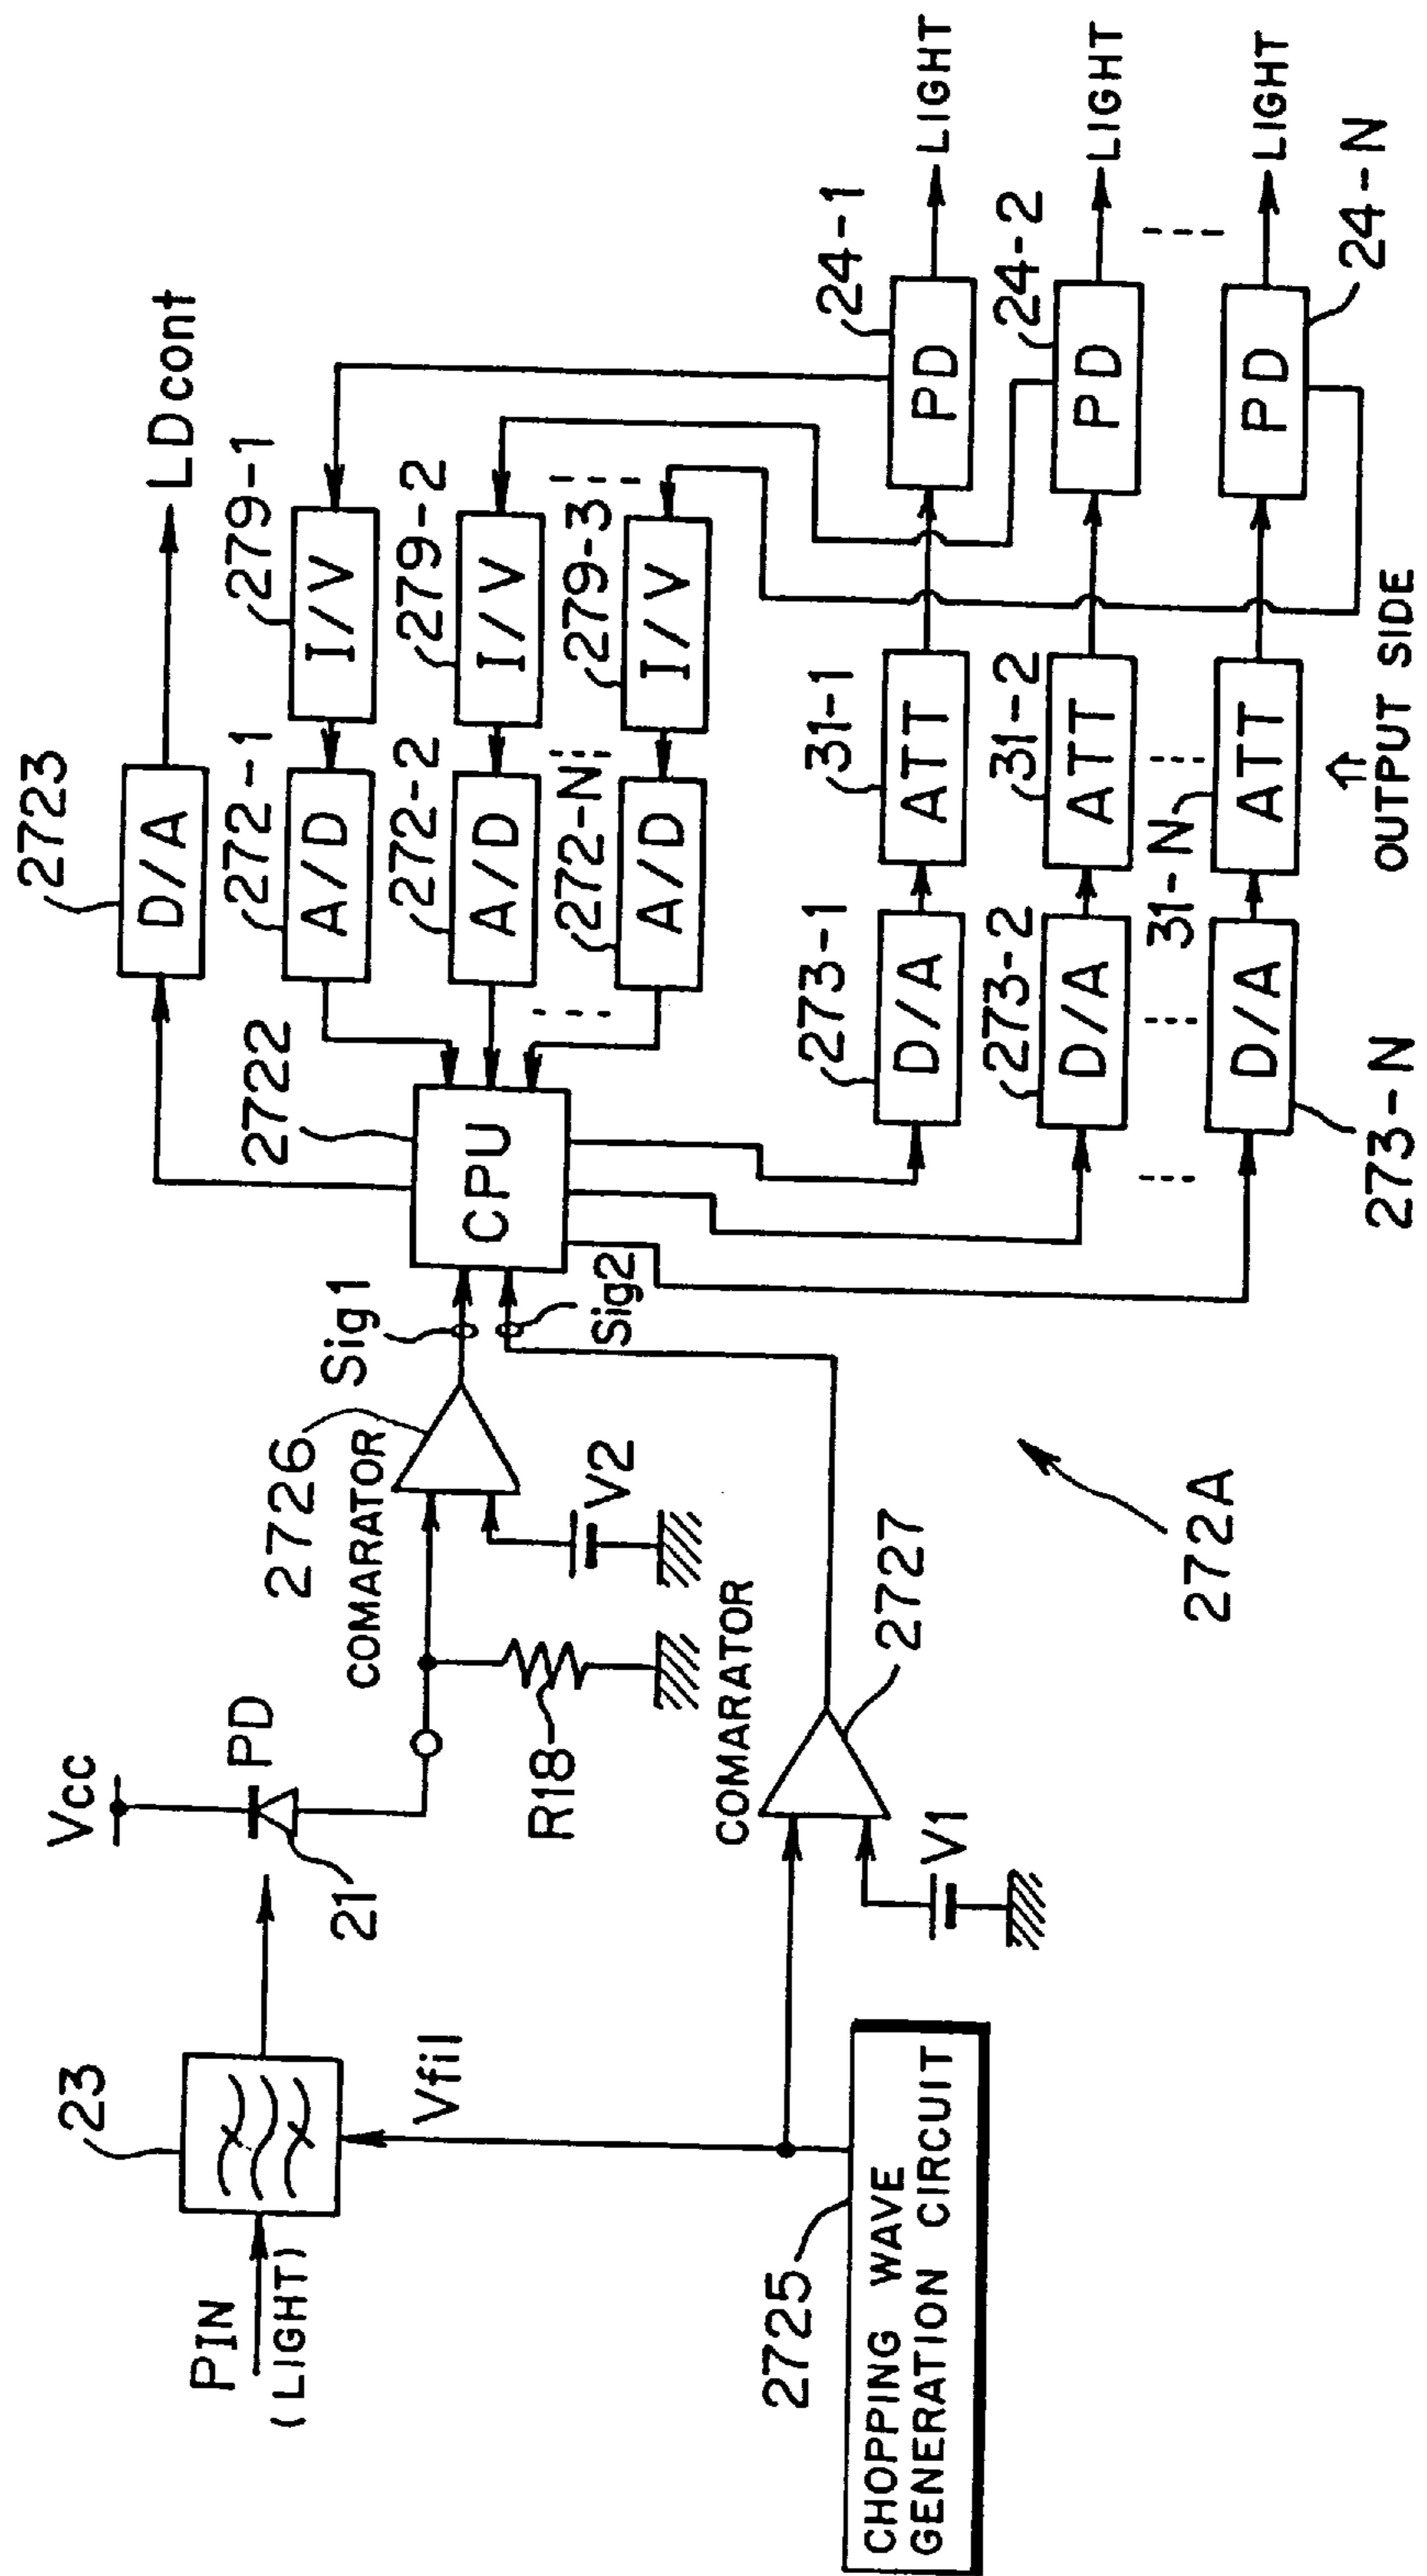 PIN
(LIGHT)
23
Vfil
Vcc
PD
21
R18
COMARATOR
2726
V2
Sig1
Sig2
2725
CHOPPING WAVE
GENERATION CIRCUIT
COMARATOR
2727
V1
272A
2722
CPU
2723
D/A
LDcont
272-1
A/D
279-1
I/V
272-2
A/D
279-2
I/V
272-N
A/D
279-3
I/V
273-1
D/A
31-1
ATT
24-1
PD
LIGHT
273-2
D/A
31-2
ATT
24-2
PD
LIGHT
273-N
D/A
31-N
ATT
24-N
PD
LIGHT
⇑
OUTPUT SIDE